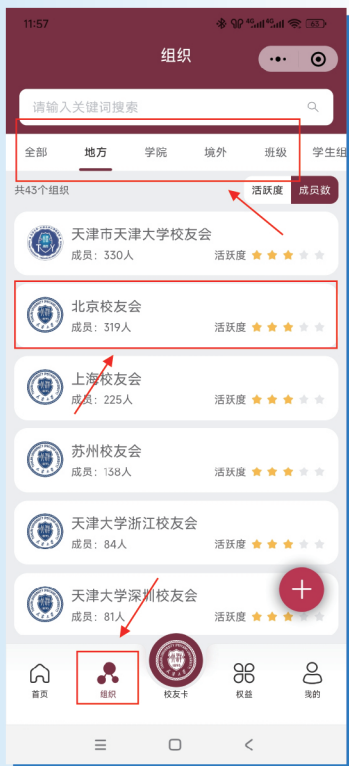 11:57
4G 4G 63
组织
请输入关键词搜索
全部 地方 学院 境外 班级 学生组
共43个组织 活跃度 成员数
天津市天津大学校友会
成员：330人 活跃度
北京校友会
成员：319人 活跃度
上海校友会
成员：225人 活跃度
苏州校友会
成员：138人 活跃度
天津大学浙江校友会
成员：84人 活跃度
天津大学深圳校友会
成员：81人 活跃度
首页 组织 校友卡 权益 我的